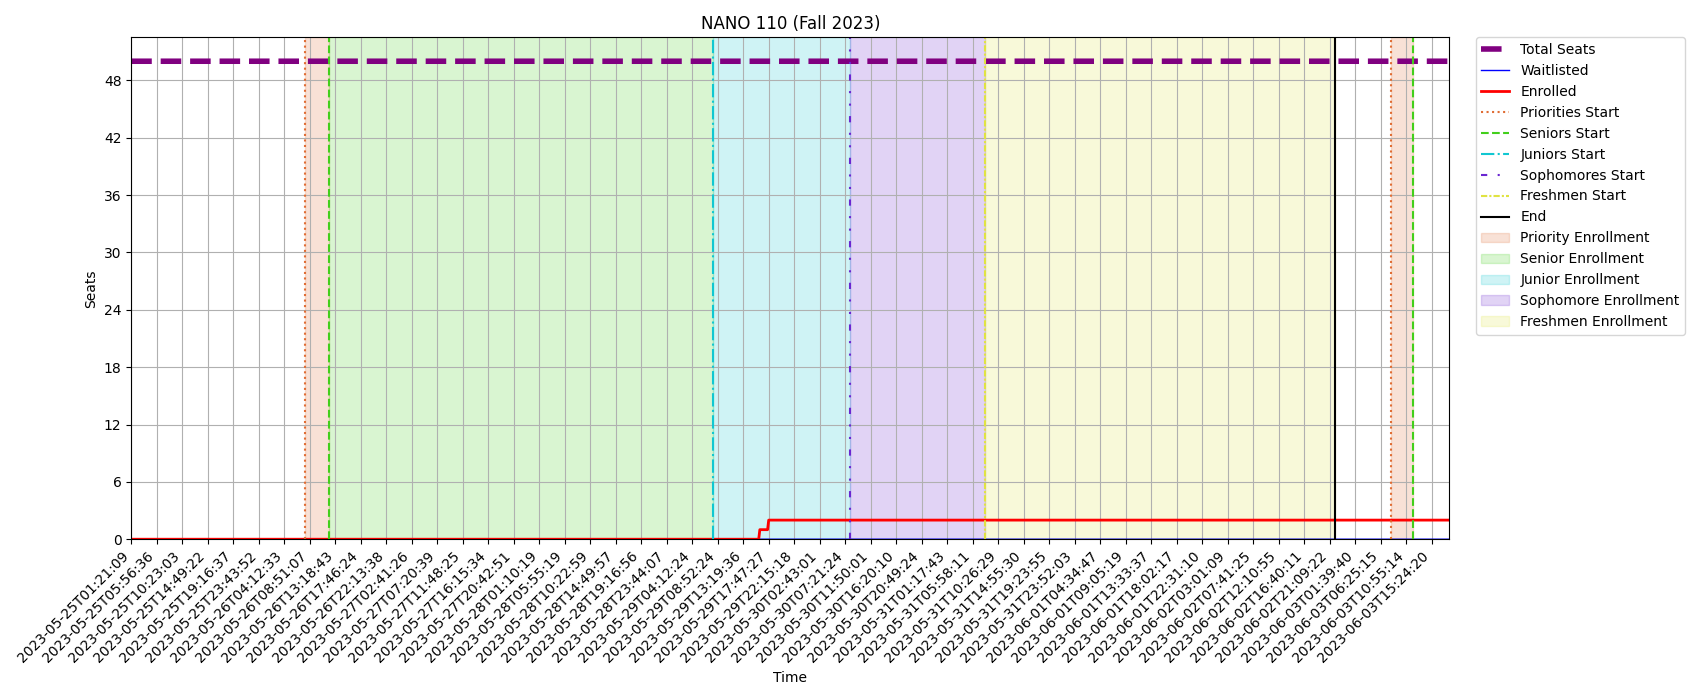 NANO 110 (Fall 2023)
Total Seats
Waitlisted
Enrolled
Priorities Start
Seniors Start
Juniors Start
Sophomores Start
Freshmen Start
End
Priority Enrollment
Senior Enrollment
Junior Enrollment
Sophomore Enrollment
Freshmen Enrollment
Seats
48
42
36
30
24
18
12
6
0
2023-05-25T01:21:09
2023-05-25T05:56:36
2023-05-25T10:23:03
2023-05-25T14:49:22
2023-05-25T19:16:37
2023-05-25T23:43:52
2023-05-26T04:12:33
2023-05-26T08:51:07
2023-05-26T13:18:43
2023-05-26T17:46:24
2023-05-26T22:13:38
2023-05-27T02:41:26
2023-05-27T07:20:39
2023-05-27T11:48:25
2023-05-27T16:15:34
2023-05-27T20:42:51
2023-05-28T01:10:19
2023-05-28T05:55:19
2023-05-28T10:22:59
2023-05-28T14:49:57
2023-05-28T19:16:56
2023-05-28T23:44:07
2023-05-29T04:12:24
2023-05-29T08:52:24
2023-05-29T13:19:36
2023-05-29T17:47:27
2023-05-29T22:15:18
2023-05-30T02:43:01
2023-05-30T07:21:24
2023-05-30T11:50:01
2023-05-30T16:20:10
2023-05-30T20:49:24
2023-05-31T01:17:43
2023-05-31T05:58:11
2023-05-31T10:26:29
2023-05-31T14:55:30
2023-05-31T19:23:55
2023-05-31T23:52:03
2023-06-01T04:34:47
2023-06-01T09:05:19
2023-06-01T13:33:37
2023-06-01T18:02:17
2023-06-01T22:31:10
2023-06-02T03:01:09
2023-06-02T07:41:25
2023-06-02T12:10:55
2023-06-02T16:40:11
2023-06-02T21:09:22
2023-06-03T01:39:40
2023-06-03T06:25:15
2023-06-03T10:55:14
2023-06-03T15:24:20
Time